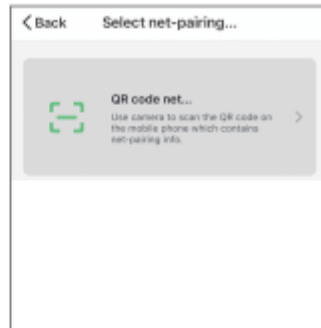 Back Select net-pairing...
QR code net...
Use camera to scan the QR code on
the mobile phone which contains
net-pairing info.